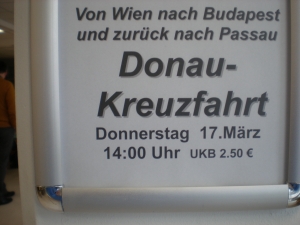 Von Wien nach Budapest
und zurück nach Passau
Donau-
Kreuzfahrt
Donnerstag 17.März
14:00 Uhr UKB 2.50 €